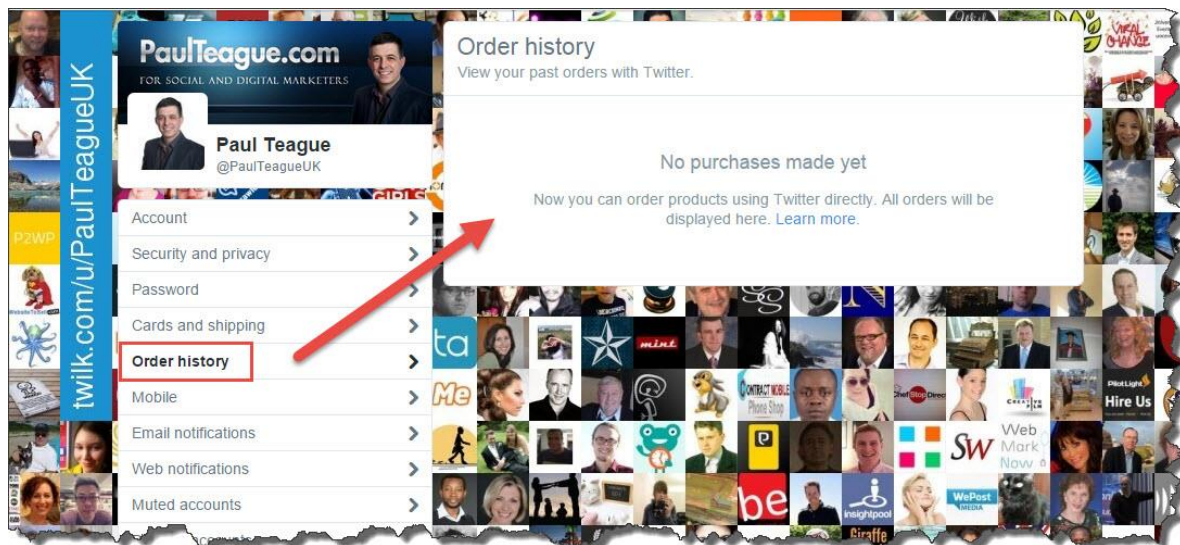 twilk.com/u/PaulTeagueUK
PaulTeague.com
FOR SOCIAL AND DIGITAL MARKETERS
Paul Teague
@PaulTeagueUK
GIRLS
Account
Security and privacy
Password
Cards and shipping
Order history
Mobile
Email notifications
Web notifications
Muted accounts
Order history
View your past orders with Twitter.
No purchases made yet
Now you can order products using Twitter directly. All orders will be
displayed here. Learn more.
P2WP
VIRAL
CHANGE
ta
mint
Me
CONTRACT MOBILE
Phone Shop
Chef Stop Direct
PilotLight
Hire Us
SW
Web
Mark
Now
be
insightpool
WePost
MEDIA
Giraffe